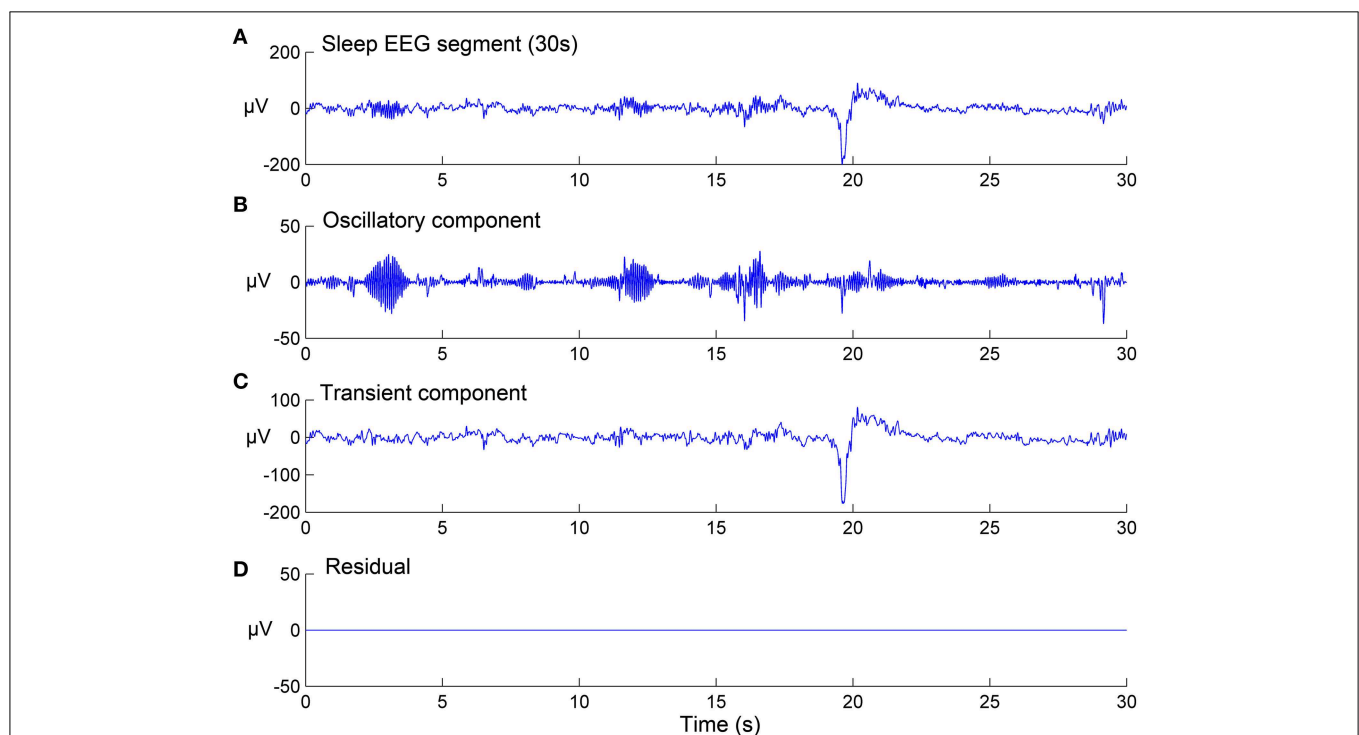 A
Sleep EEG segment (30s)
200
µV 0
-200
0 5 10 15 20 25 30
B
Oscillatory component
50
µV 0
-50
0 5 10 15 20 25 30
C
Transient component
100
µV 0
-100
-200
0 5 10 15 20 25 30
D
Residual
50
µV 0
-50
0 5 10 15 20 25 30
Time (s)